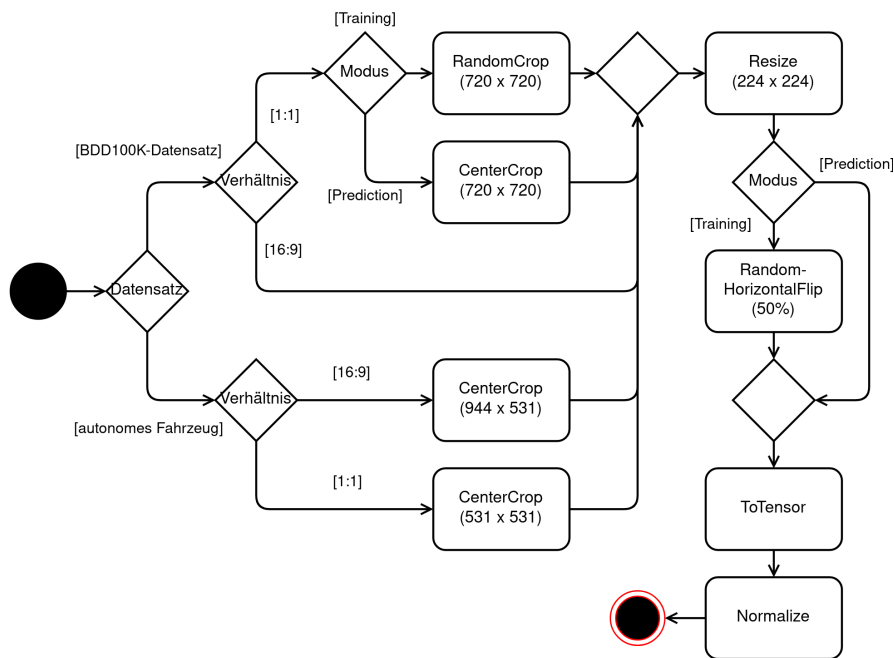 [Training]
Modus
RandomCrop
(720 x 720)
Resize
(224 x 224)
[1:1]
[BDD100K-Datensatz]
Verhältnis
[Prediction]
CenterCrop
(720 x 720)
Modus
[Prediction]
[Training]
[16:9]
Datensatz
Random-
HorizontalFlip
(50%)
[16:9]
Verhältnis
[autonomes Fahrzeug]
CenterCrop
(944 x 531)
[1:1]
CenterCrop
(531 x 531)
ToTensor
Normalize